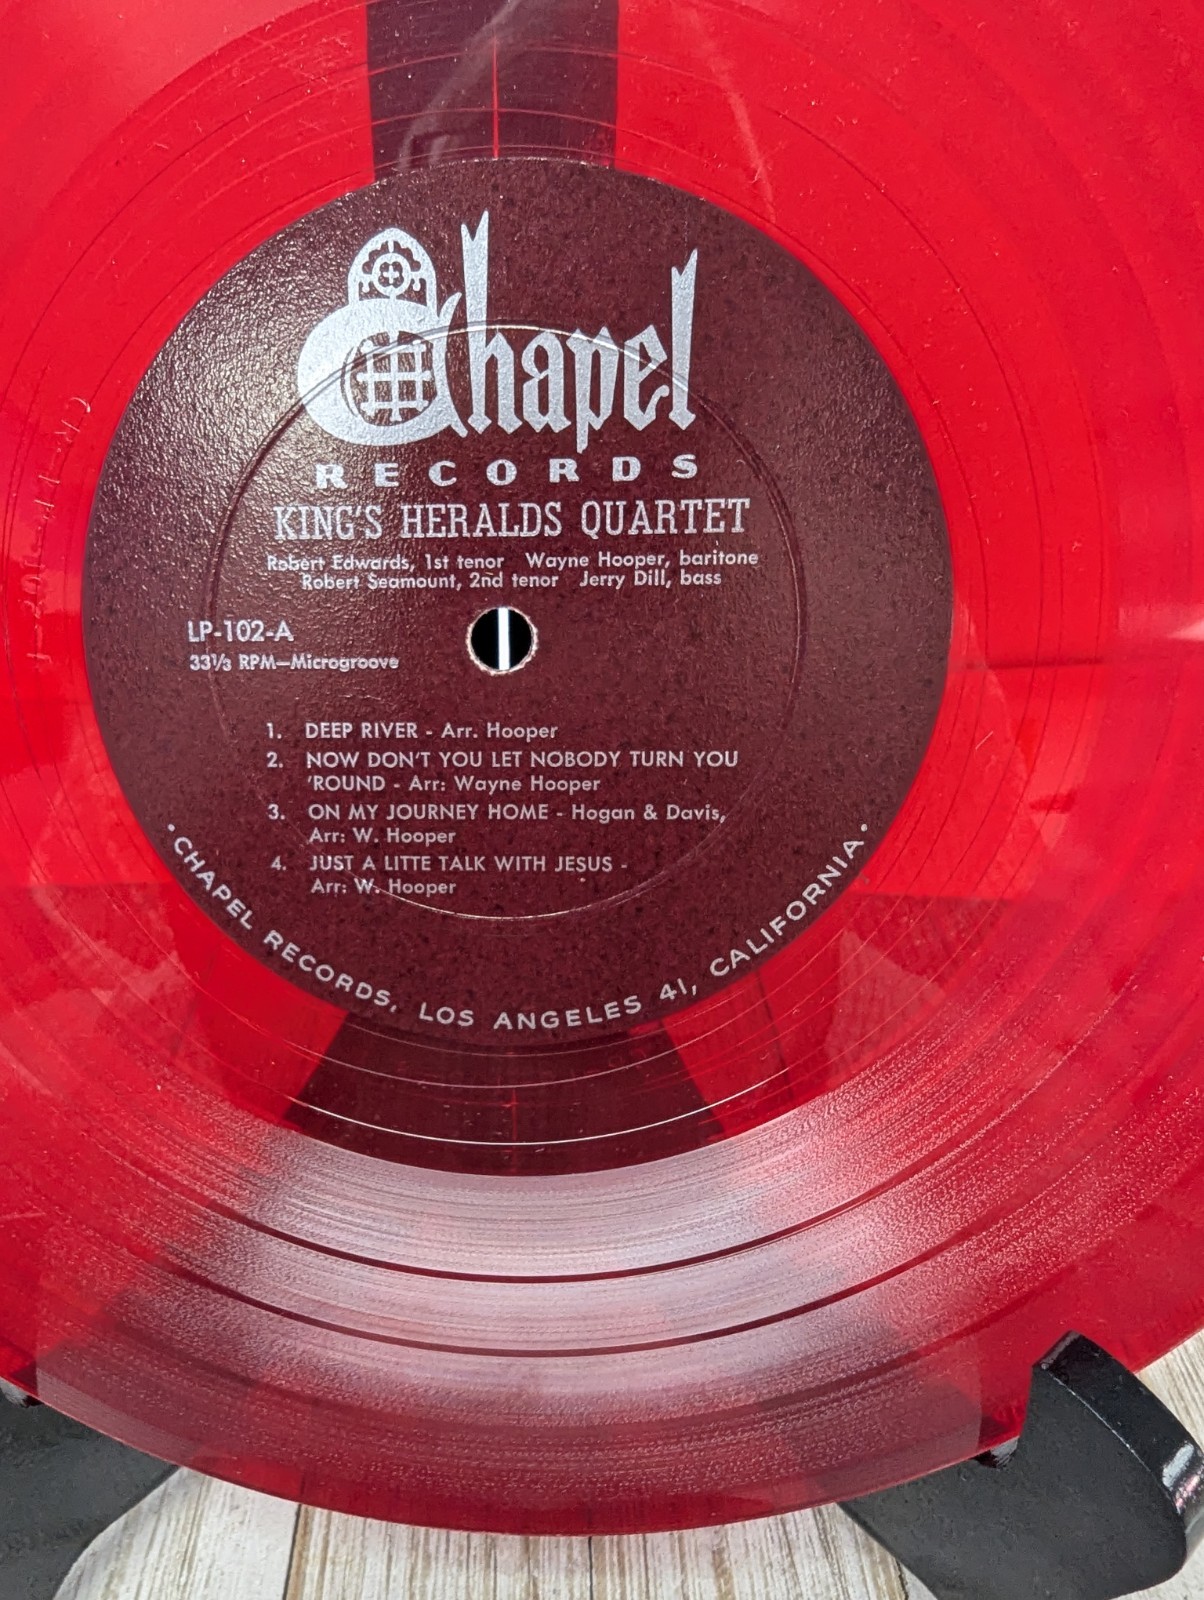 Chapel
RECORDS
KING'S HERALDS QUARTET
Robert Edwards, 1st tenor Wayne Hooper, baritone
Robert Seamount, 2nd tenor Jerry Dill, bass
LP-102-A
33⅓ RPM—Microgroove
1. DEEP RIVER - Arr. Hooper
2. NOW DON'T YOU LET NOBODY TURN YOU
'ROUND - Arr: Wayne Hooper
3. ON MY JOURNEY HOME - Hogan & Davis,
Arr: W. Hooper
4. JUST A LITTE TALK WITH JESUS -
Arr: W. Hooper
·CHAPEL RECORDS, LOS ANGELES 41, CALIFORNIA·